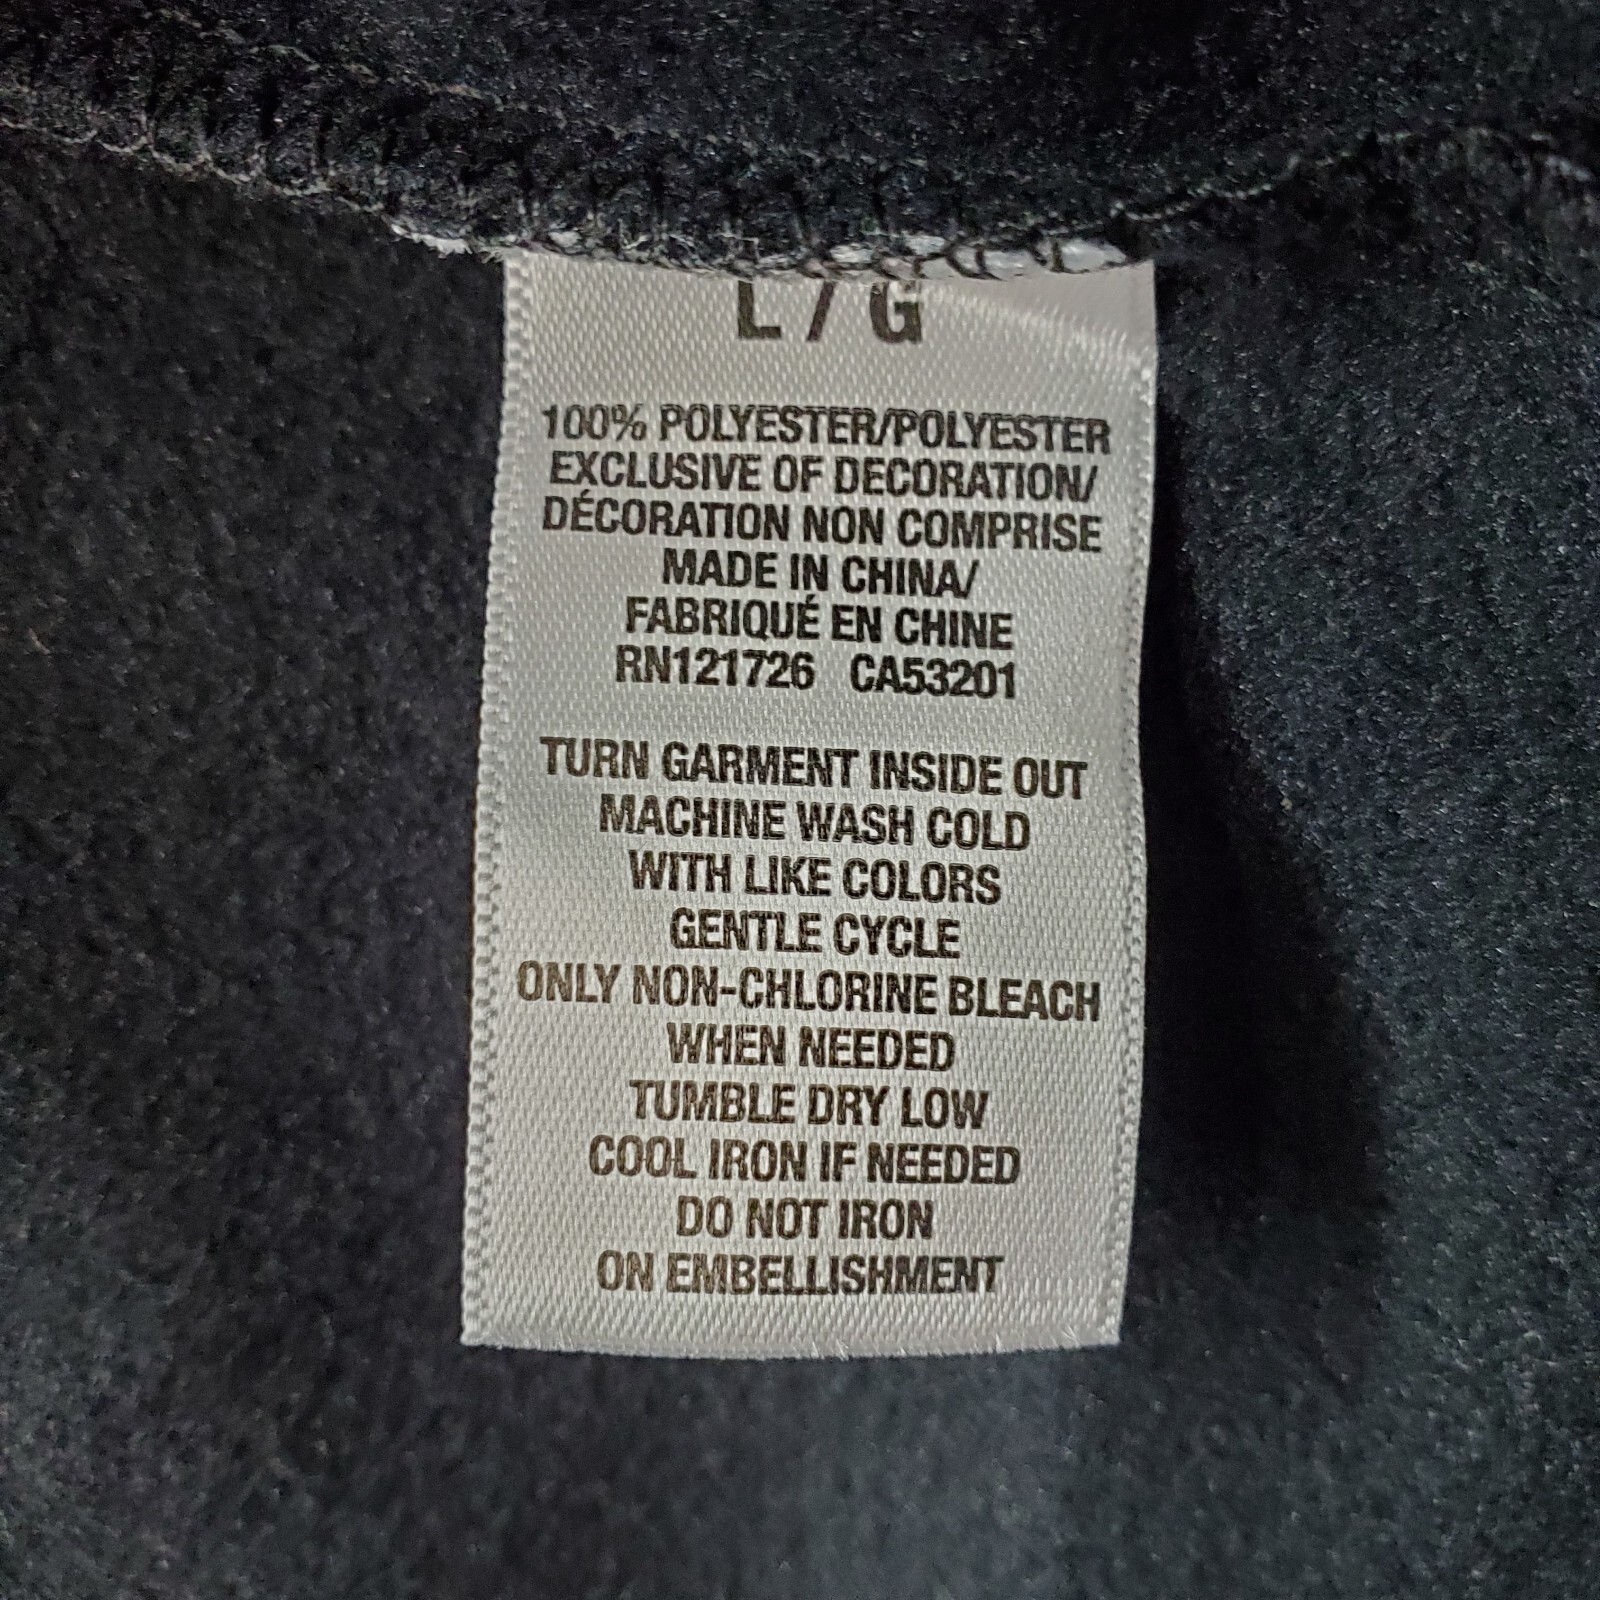 L / G
100% POLYESTER/POLYESTER
EXCLUSIVE OF DECORATION/
DÉCORATION NON COMPRISE
MADE IN CHINA/
FABRIQUÉ EN CHINE
RN121726 CA53201
TURN GARMENT INSIDE OUT
MACHINE WASH COLD
WITH LIKE COLORS
GENTLE CYCLE
ONLY NON-CHLORINE BLEACH
WHEN NEEDED
TUMBLE DRY LOW
COOL IRON IF NEEDED
DO NOT IRON
ON EMBELLISHMENT